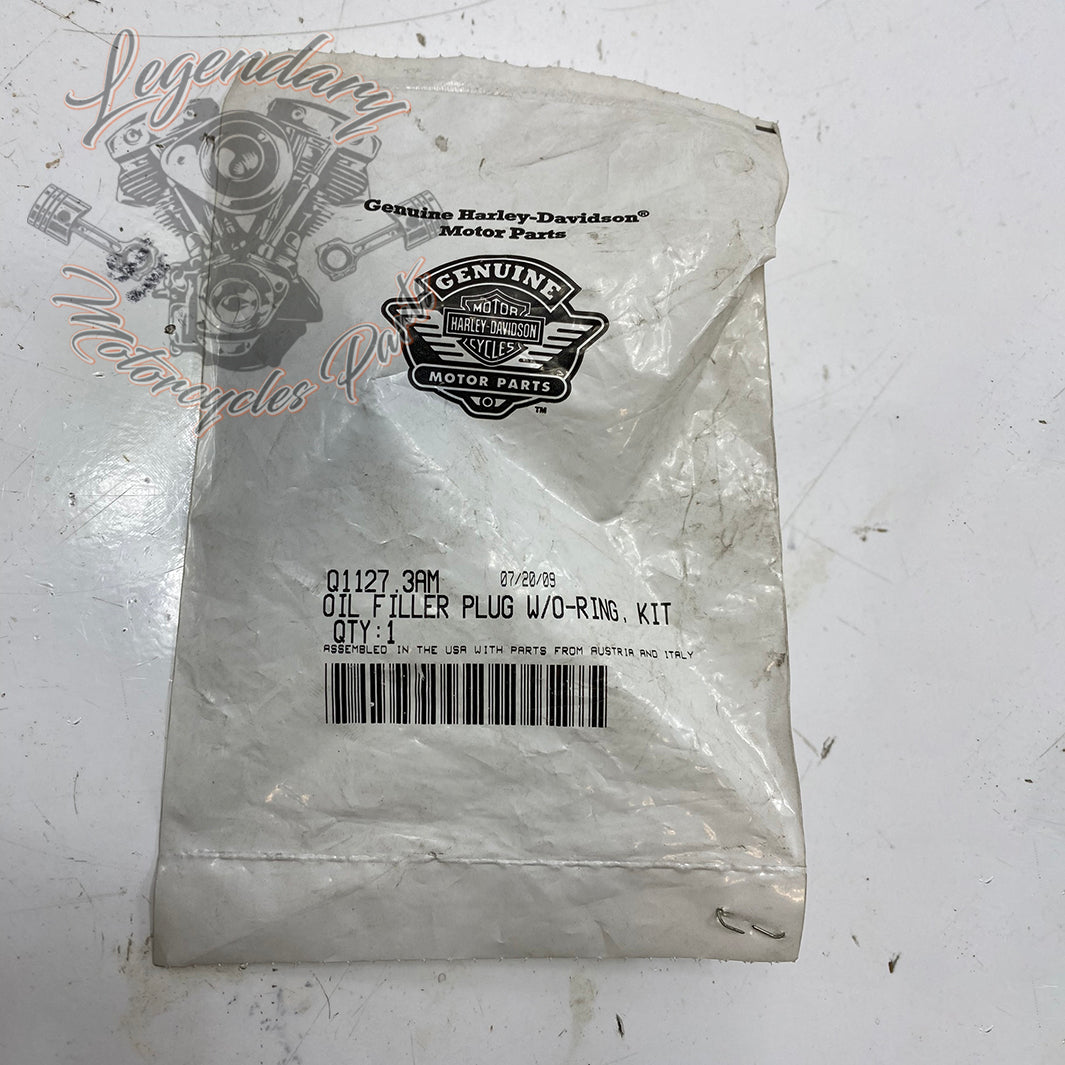 Legendary
Motorcycles Parts
Genuine Harley-Davidson®
Motor Parts
GENUINE
MOTOR
HARLEY-DAVIDSON
CYCLES
MOTOR PARTS
TM
Q1127.3AM 07/20/09
OIL FILLER PLUG W/O-RING, KIT
QTY:1
ASSEMBLED IN THE USA WITH PARTS FROM AUSTRIA AND ITALY